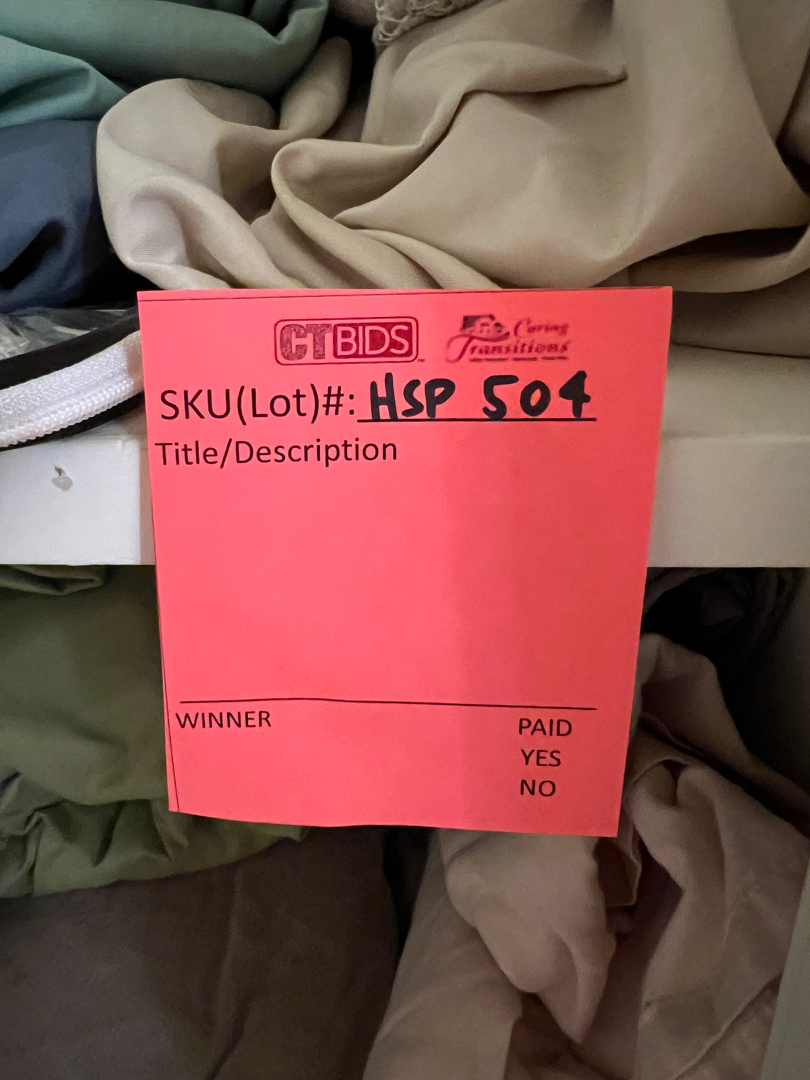 CTBIDS
Caring
Transitions
SKU(Lot)#: HSP 504
Title/Description
WINNER
PAID
YES
NO